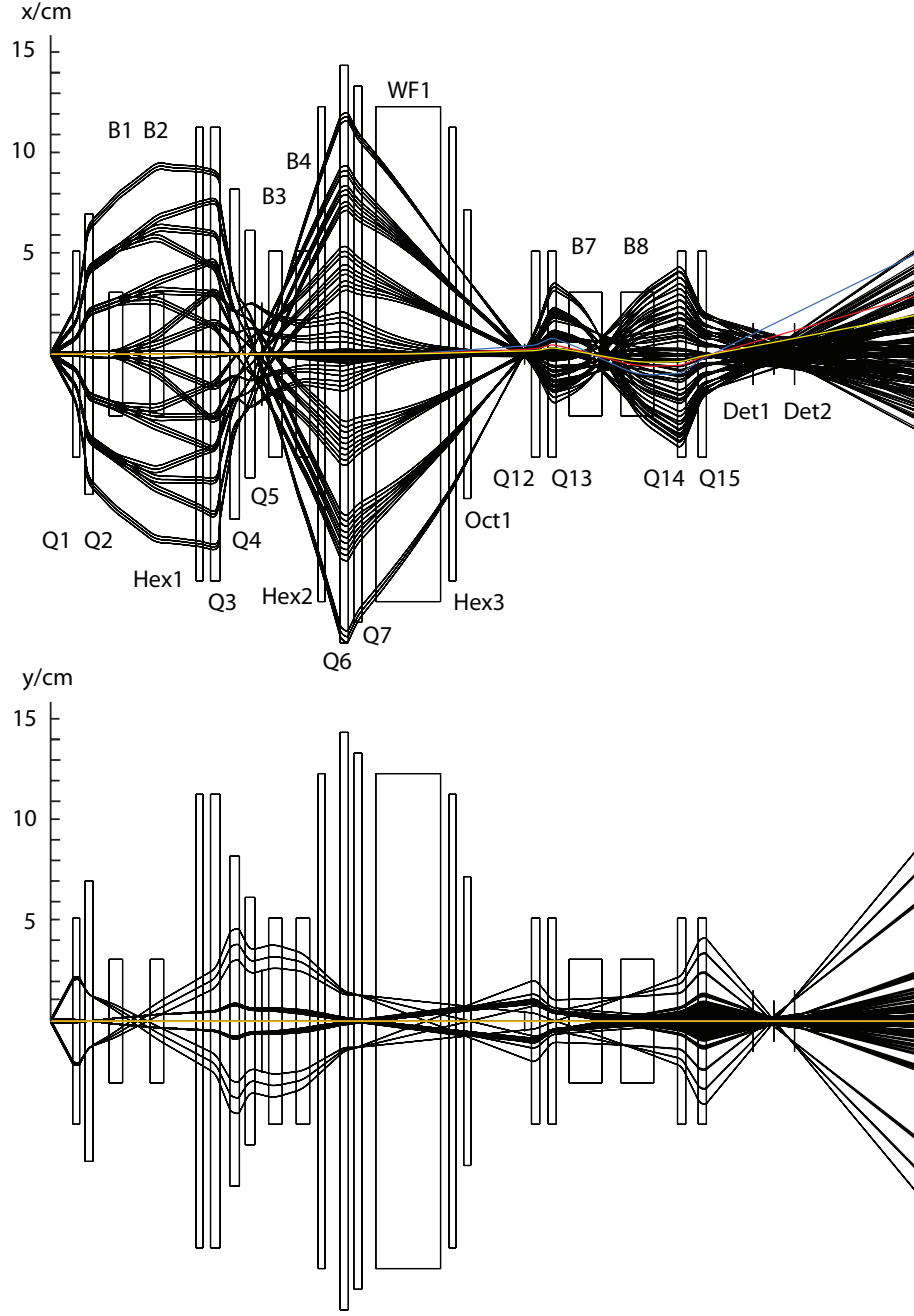 x/cm
15
WF1
B1 B2
10
B4
B3
5
B7 B8
Det1 Det2
Q12 Q13 Q14 Q15
Q5
Oct1
Q1 Q2 Q4
Hex1 Hex2 Hex3
Q3
Q7
Q6
y/cm
15
10
5